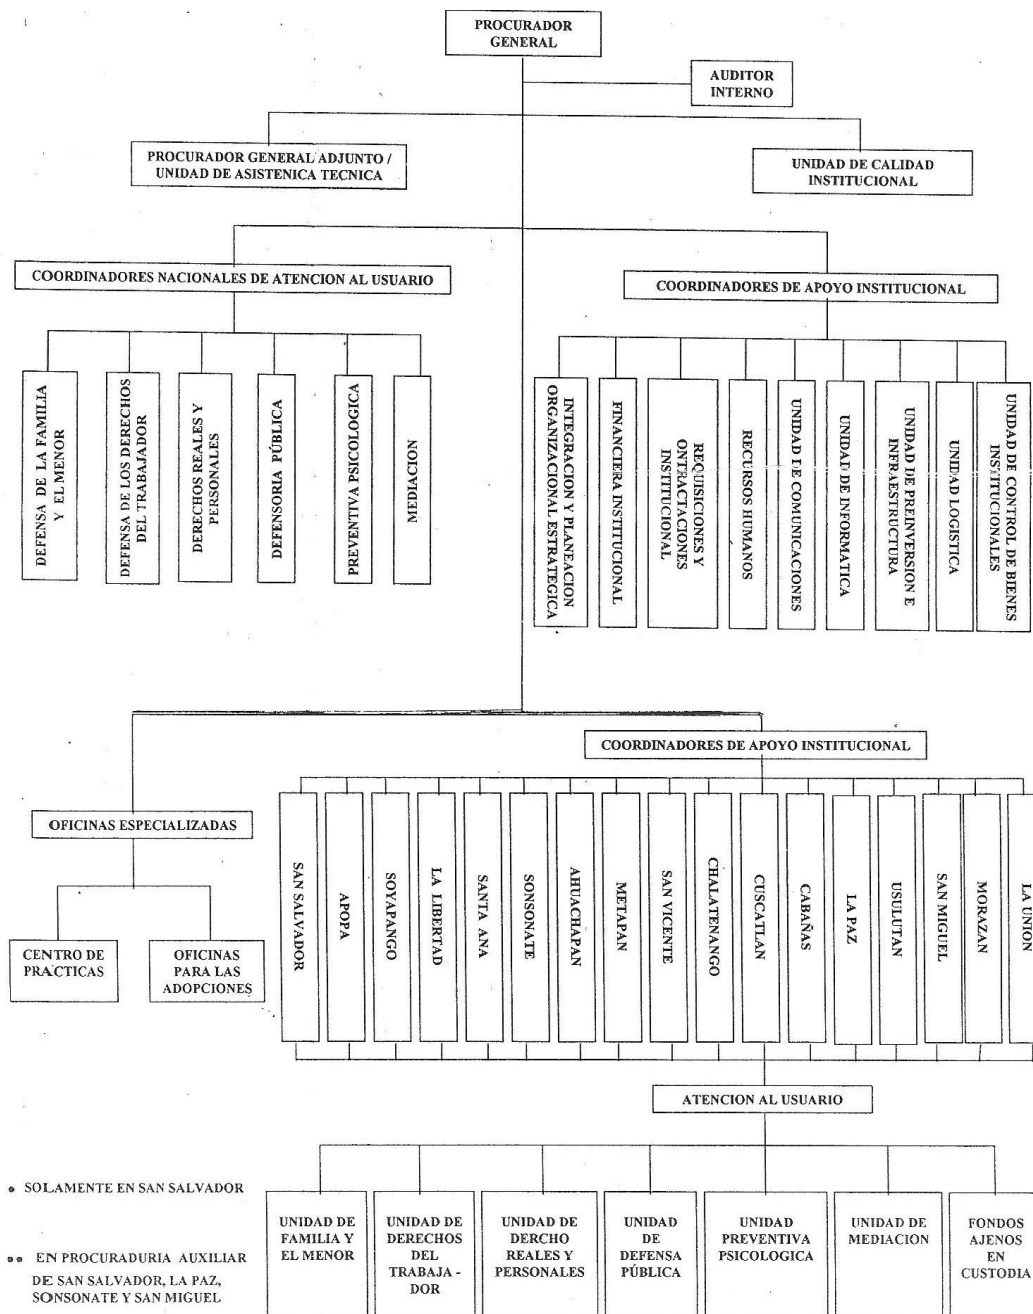 PROCURADOR
GENERAL
AUDITOR
INTERNO
PROCURADOR GENERAL ADJUNTO /
UNIDAD DE ASISTENICA TECNICA
UNIDAD DE CALIDAD
INSTITUCIONAL
COORDINADORES NACIONALES DE ATENCION AL USUARIO
COORDINADORES DE APOYO INSTITUCIONAL
DEFENSA DE LA FAMILIA
Y EL MENOR
DEFENSA DE LOS DERECHOS
DEL TRABAJADOR
DERECHOS REALES Y
PERSONALES
DEFENSORIA PÚBLICA
PREVENTIVA PSICOLOGICA
MEDIACION
INTEGRACION Y PLANEACION
ORGANIZACIONAL ESTRATEGICA
FINANCIERA INSTITUCIONAL
REQUISICIONES Y
ONTRACTACIONES
INSTITUCIONAL
RECURSOS HUMANOS
UNIDAD DE COMUNICACIONES
UNIDAD DE INFORMATICA
UNIDAD DE PREINVERSION E
INFRAESTRUCTURA
UNIDAD LOGISTICA
UNIDAD DE CONTROL DE BIENES
INSTITUCIONALES
COORDINADORES DE APOYO INSTITUCIONAL
OFICINAS ESPECIALIZADAS
CENTRO DE
PRACTICAS
OFICINAS
PARA LAS
ADOPCIONES
SAN SALVADOR
APOPA
SOYAPANGO
LA LIBERTAD
SANTA ANA
SONSONATE
AHUACHAPAN
METAPAN
SAN VICENTE
CHALATENANGO
CUSCATLAN
CABAÑAS
LA PAZ
USULUTAN
SAN MIGUEL
MORAZAN
LA UNION
ATENCION AL USUARIO
UNIDAD DE
FAMILIA Y
EL MENOR
UNIDAD DE
DERECHOS
DEL
TRABAJA -
DOR
UNIDAD DE
DERCHO
REALES Y
PERSONALES
UNIDAD
DE
DEFENSA
PÚBLICA
UNIDAD
PREVENTIVA
PSICOLOGICA
UNIDAD DE
MEDIACION
FONDOS
AJENOS
EN
CUSTODIA
* SOLAMENTE EN SAN SALVADOR
** EN PROCURADURIA AUXILIAR
DE SAN SALVADOR, LA PAZ,
SONSONATE Y SAN MIGUEL